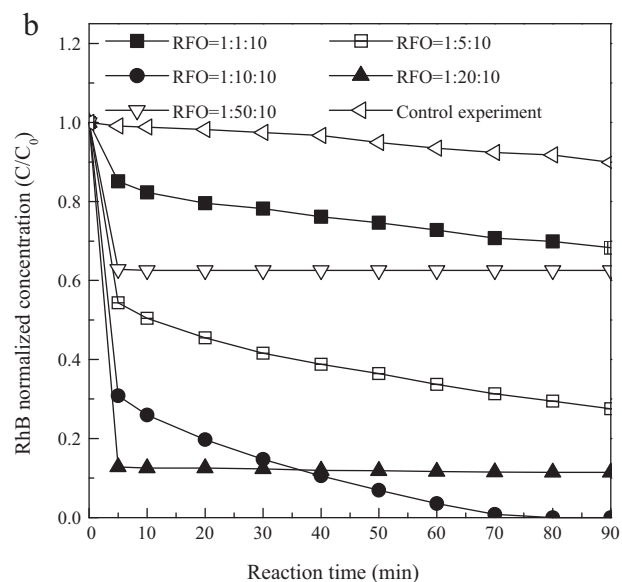 b
RFO=1:1:10
RFO=1:5:10
RFO=1:10:10
RFO=1:20:10
RFO=1:50:10
Control experiment
1.2
1.0
0.8
0.6
0.4
0.2
0.0
RhB normalized concentration (C/C₀)
0 10 20 30 40 50 60 70 80 90
Reaction time (min)